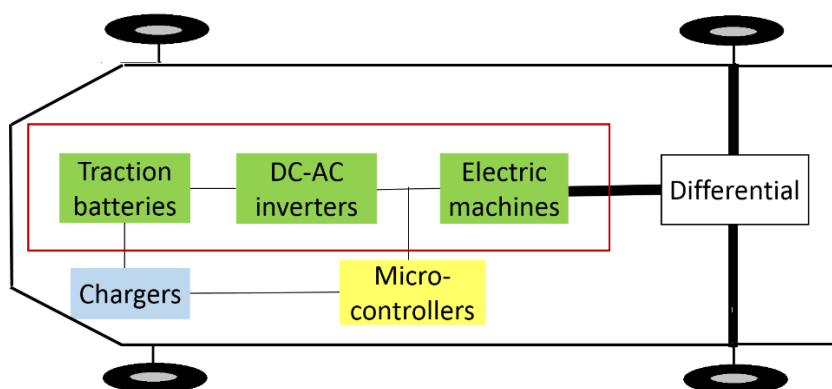 Traction
batteries
DC-AC
inverters
Electric
machines
Differential
Chargers
Micro-
controllers